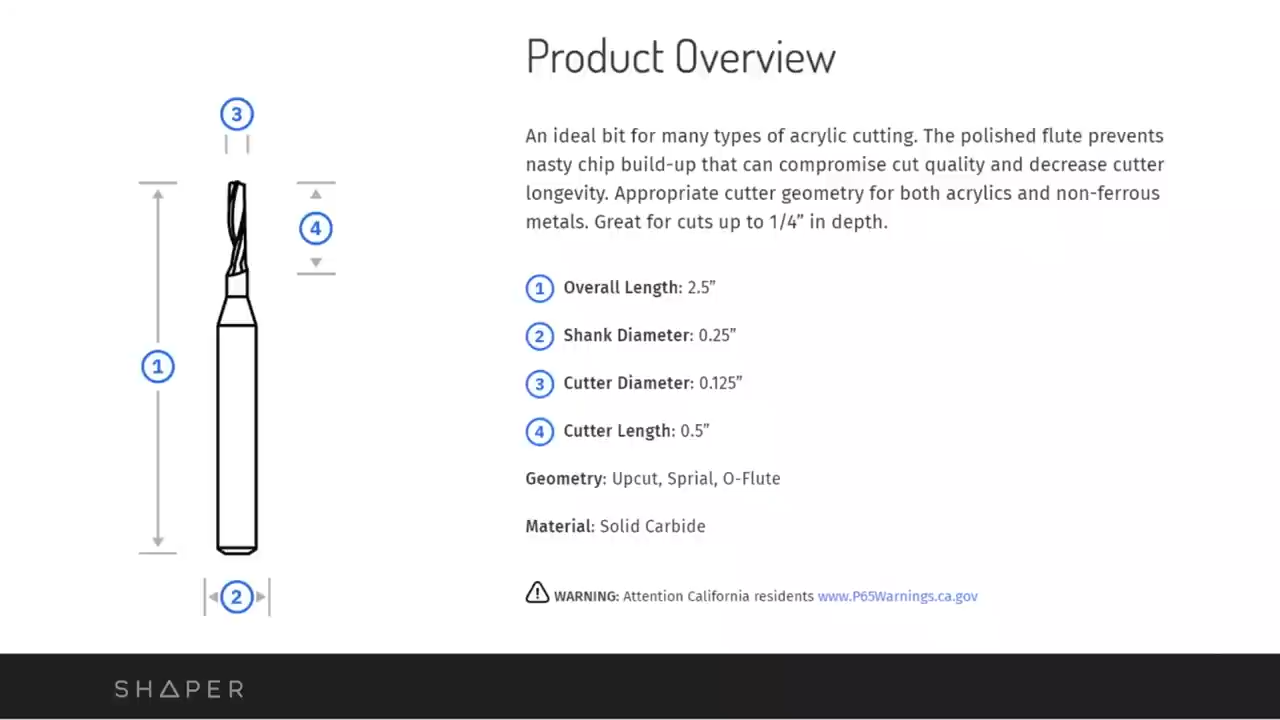 Product Overview
3
An ideal bit for many types of acrylic cutting. The polished flute prevents
nasty chip build-up that can compromise cut quality and decrease cutter
longevity. Appropriate cutter geometry for both acrylics and non-ferrous
metals. Great for cuts up to 1/4” in depth.
4
1 Overall Length: 2.5”
2 Shank Diameter: 0.25”
1
3 Cutter Diameter: 0.125”
4 Cutter Length: 0.5”
Geometry: Upcut, Sprial, O-Flute
Material: Solid Carbide
2
WARNING: Attention California residents www.P65Warnings.ca.gov
SHAPER